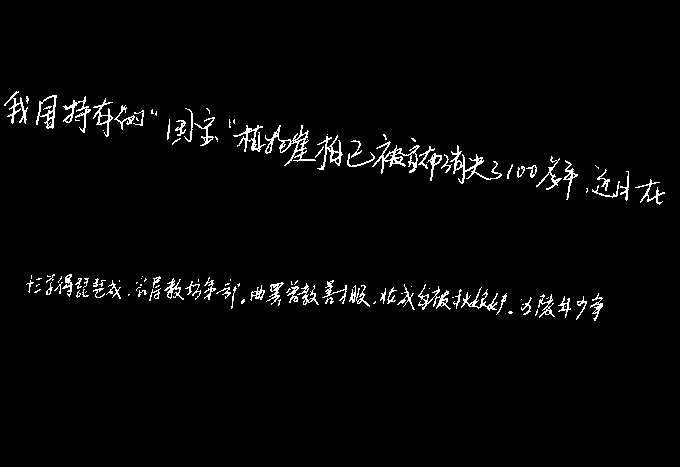 我国特有的“国宝”植物崖柏已被宣布消失了100多年，近日在
十三学得琵琶成，名属教坊第一部。曲罢曾教善才服，妆成每被秋娘妒。五陵年少争